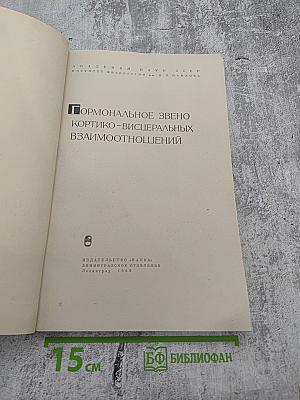 АКАДЕМИЯ НАУК СССР
ИНСТИТУТ ФИЗИОЛОГИИ им. И. П. ПАВЛОВА
ГОРМОНАЛЬНОЕ ЗВЕНО
КОРТИКО-ВИСЦЕРАЛЬНЫХ
ВЗАИМООТНОШЕНИЙ
ИЗДАТЕЛЬСТВО «НАУКА»
ЛЕНИНГРАДСКОЕ ОТДЕЛЕНИЕ
Ленинград 1969
15 см
БФ БИБЛИОФАН